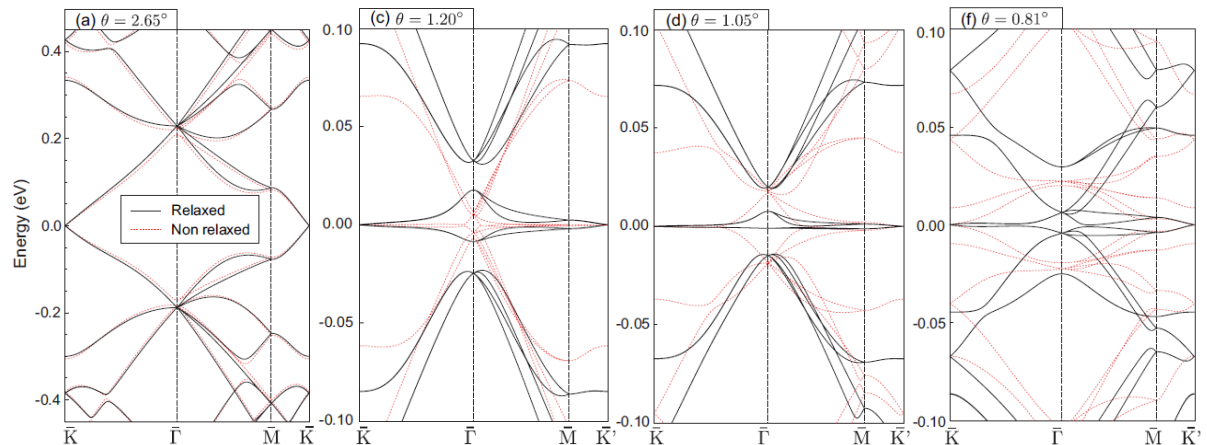 (a) θ = 2.65°
(c) θ = 1.20°
(d) θ = 1.05°
(f) θ = 0.81°
Energy (eV)
0.4
0.2
0.0
-0.2
-0.4
Relaxed
Non relaxed
K̄ Γ̄ M̄ K̄
0.10
0.05
0.00
-0.05
-0.10
K̄ Γ̄ M̄ K̄'
0.10
0.05
0.00
-0.05
-0.10
K̄ Γ̄ M̄ K̄'
0.10
0.05
0.00
-0.05
-0.10
K̄ Γ̄ M̄ K̄'